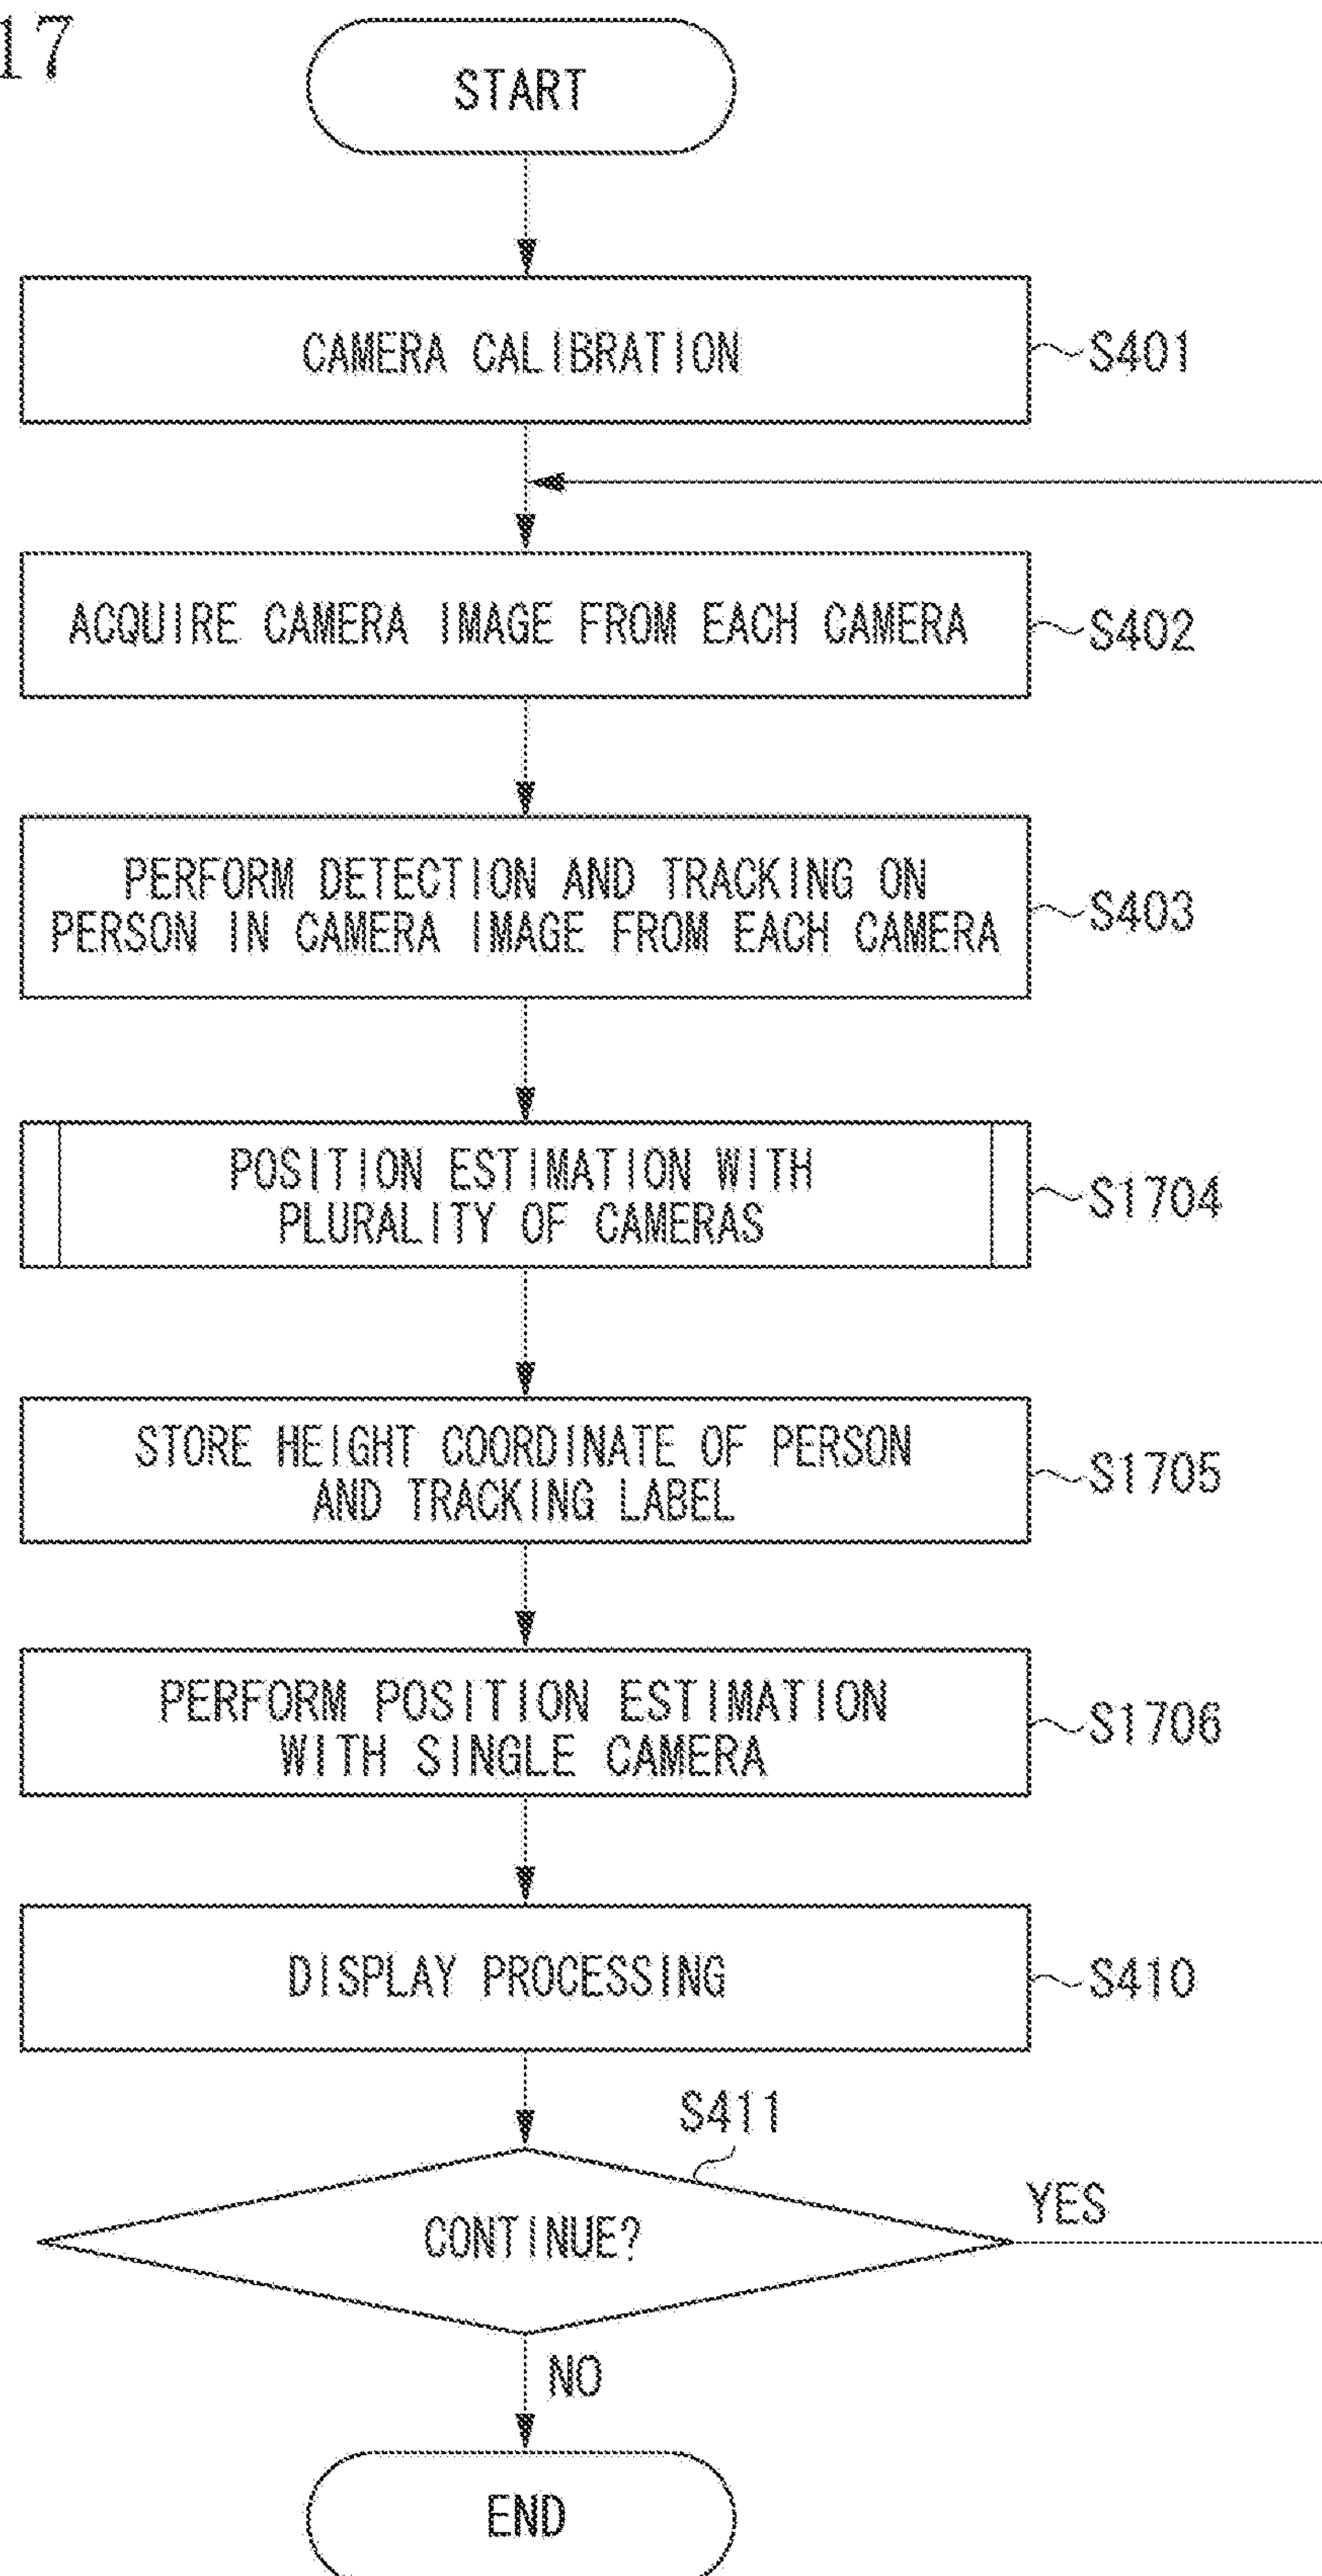 17
START
CAMERA CALIBRATION
S401
ACQUIRE CAMERA IMAGE FROM EACH CAMERA
S402
PERFORM DETECTION AND TRACKING ON
PERSON IN CAMERA IMAGE FROM EACH CAMERA
S403
POSITION ESTIMATION WITH
PLURALITY OF CAMERAS
S1704
STORE HEIGHT COORDINATE OF PERSON
AND TRACKING LABEL
S1705
PERFORM POSITION ESTIMATION
WITH SINGLE CAMERA
S1706
DISPLAY PROCESSING
S410
S411
CONTINUE?
YES
NO
END